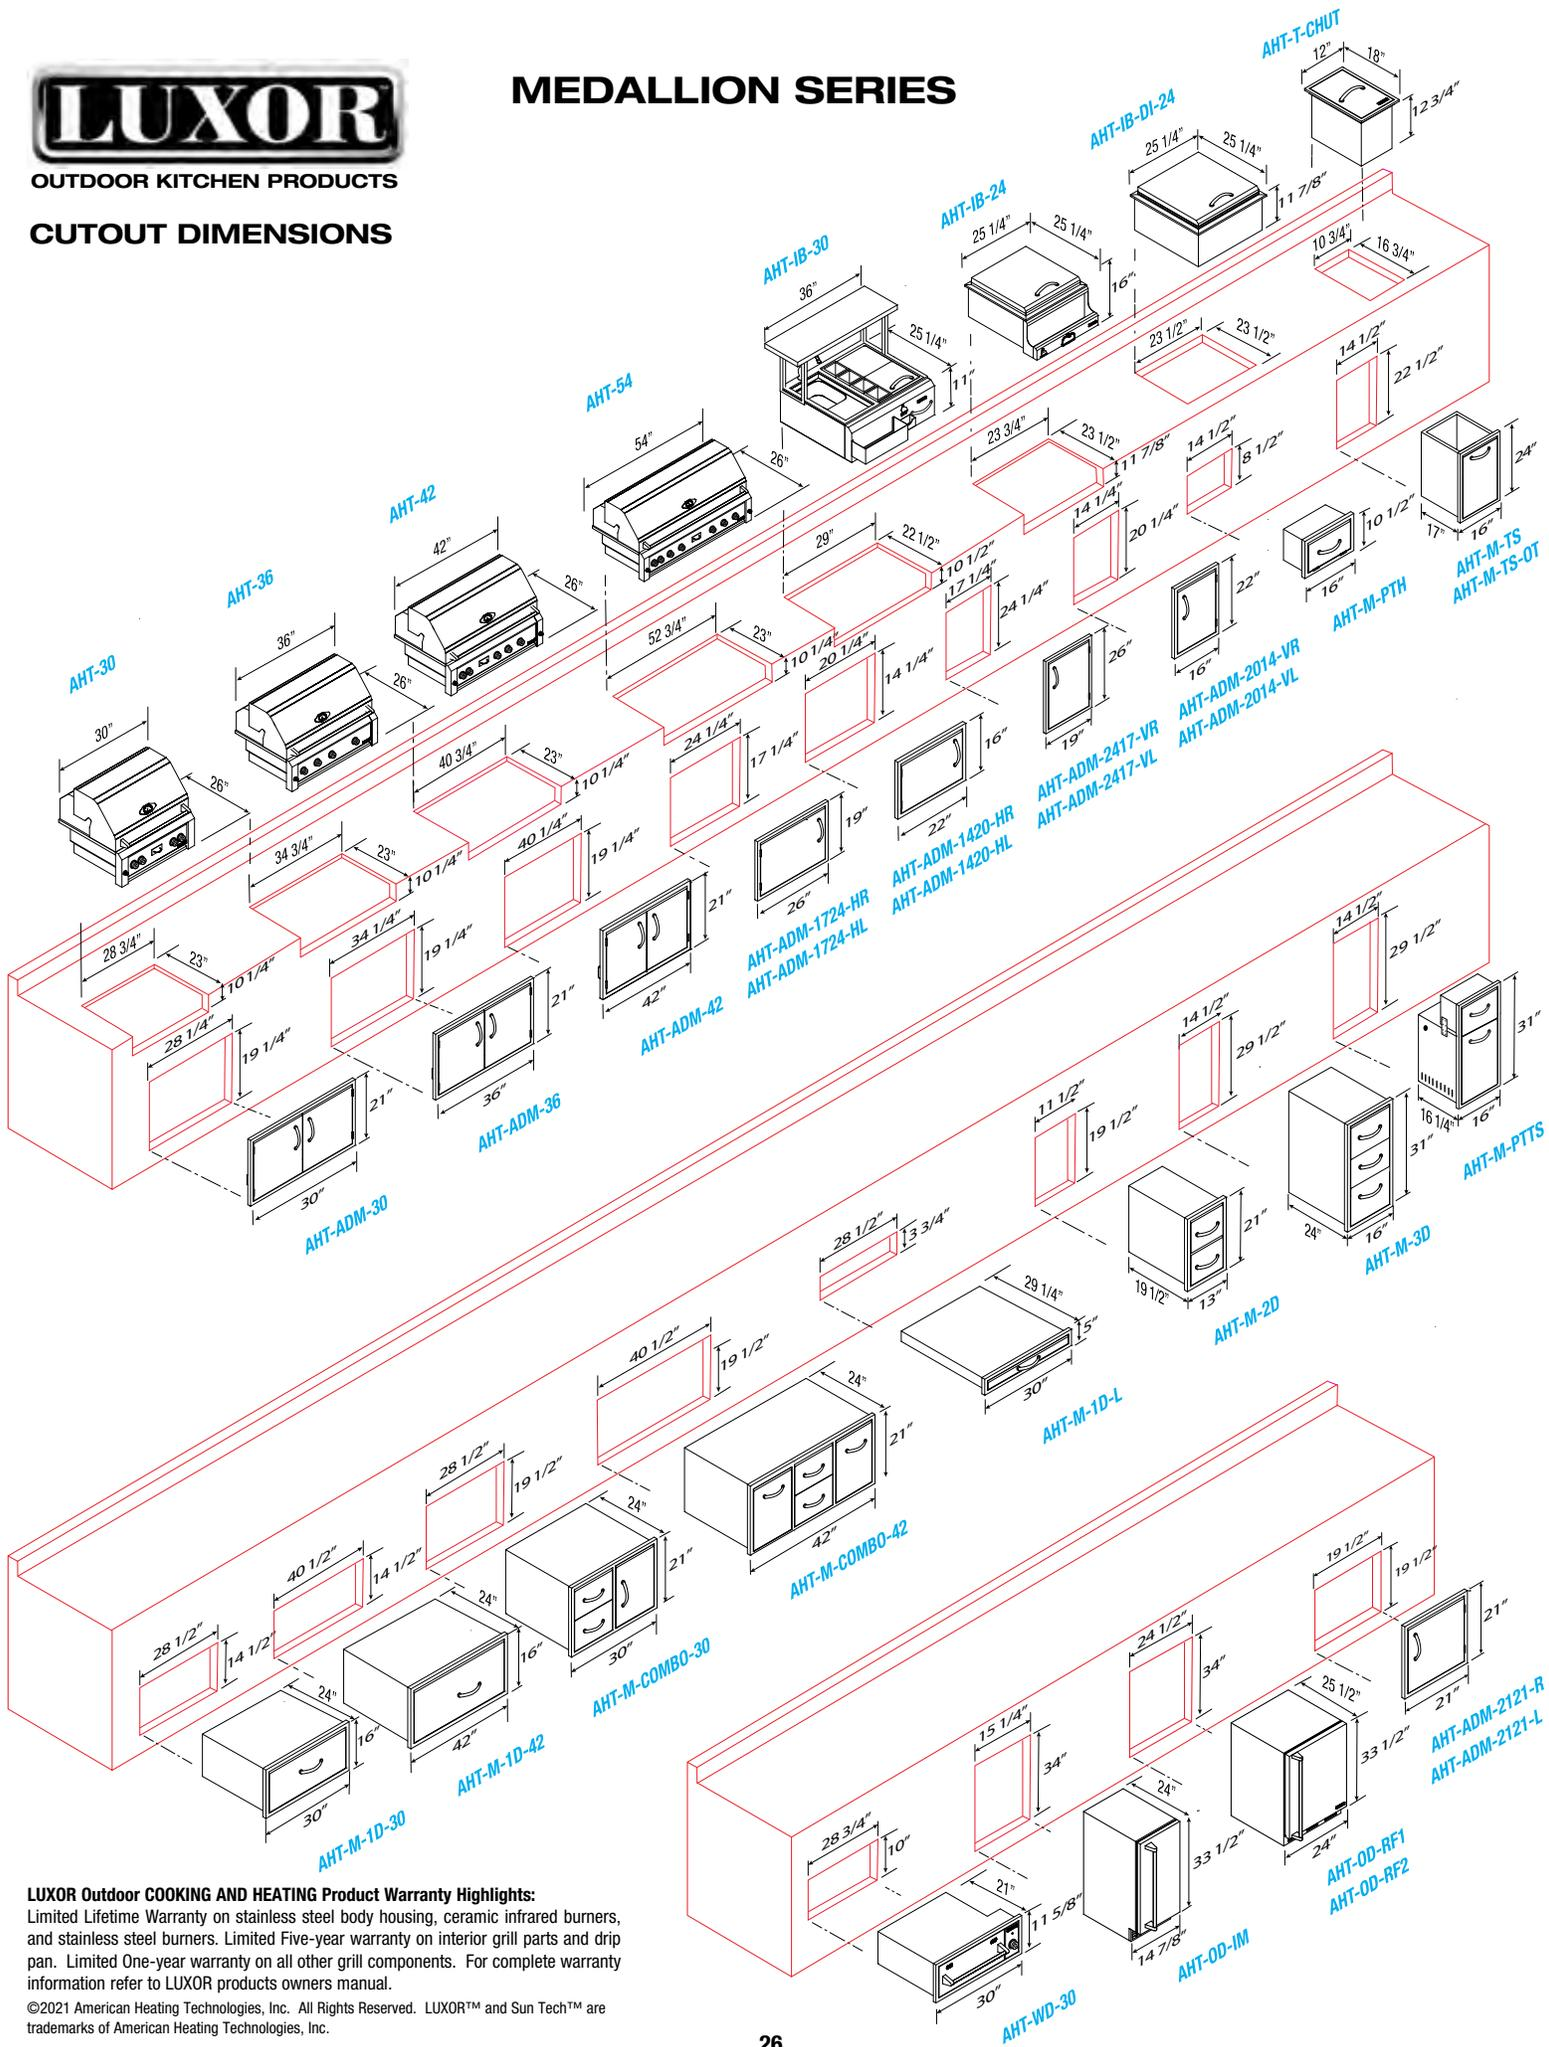 LUXOR
OUTDOOR KITCHEN PRODUCTS
MEDALLION SERIES
CUTOUT DIMENSIONS
AHT-T-CHUT
12"
18"
12 3/4"
AHT-IB-DI-24
25 1/4"
25 1/4"
11 7/8"
AHT-IB-24
25 1/4"
25 1/4"
16"
AHT-IB-30
36"
25 1/4"
11"
AHT-54
54"
26"
AHT-42
42"
26"
AHT-36
36"
26"
AHT-30
30"
26"
10 3/4"
16 3/4"
23 1/2"
23 1/2"
23 3/4"
23 1/2"
11 7/8"
29"
22 1/2"
10 1/2"
52 3/4"
23"
10 1/4"
40 3/4"
23"
10 1/4"
34 3/4"
23"
10 1/4"
28 3/4"
23"
10 1/4"
14 1/2"
22 1/2"
14 1/2"
8 1/2"
14 1/4"
20 1/4"
17 1/4"
24 1/4"
20 1/4"
14 1/4"
24 1/4"
17 1/4"
40 1/4"
19 1/4"
34 1/4"
19 1/4"
28 1/4"
19 1/4"
24"
17"
16"
AHT-M-TS
AHT-M-TS-OT
10 1/2"
16"
AHT-M-PTH
22"
16"
AHT-ADM-2014-VR
AHT-ADM-2014-VL
26"
19"
AHT-ADM-2417-VR
AHT-ADM-2417-VL
16"
22"
AHT-ADM-1420-HR
AHT-ADM-1420-HL
19"
26"
AHT-ADM-1724-HR
AHT-ADM-1724-HL
21"
42"
AHT-ADM-42
21"
36"
AHT-ADM-36
21"
30"
AHT-ADM-30
14 1/2"
29 1/2"
14 1/2"
29 1/2"
11 1/2"
19 1/2"
28 1/2"
3 3/4"
40 1/2"
19 1/2"
28 1/2"
19 1/2"
40 1/2"
14 1/2"
28 1/2"
14 1/2"
31"
16 1/4"
16"
AHT-M-PTTS
31"
24"
16"
AHT-M-3D
21"
19 1/2"
13"
AHT-M-2D
29 1/4"
5"
30"
AHT-M-1D-L
24"
21"
42"
AHT-M-COMBO-42
24"
21"
30"
AHT-M-COMBO-30
24"
16"
42"
AHT-M-1D-42
24"
16"
30"
AHT-M-1D-30
19 1/2"
19 1/2"
24 1/2"
34"
15 1/4"
34"
28 3/4"
10"
21"
21"
AHT-ADM-2121-R
AHT-ADM-2121-L
25 1/2"
33 1/2"
24"
AHT-OD-RF1
AHT-OD-RF2
24"
33 1/2"
14 7/8"
AHT-OD-IM
21"
11 5/8"
30"
AHT-WD-30
LUXOR Outdoor COOKING AND HEATING Product Warranty Highlights:
Limited Lifetime Warranty on stainless steel body housing, ceramic infrared burners,
and stainless steel burners. Limited Five-year warranty on interior grill parts and drip
pan. Limited One-year warranty on all other grill components. For complete warranty
information refer to LUXOR products owners manual.
©2021 American Heating Technologies, Inc. All Rights Reserved. LUXOR™ and Sun Tech™ are
trademarks of American Heating Technologies, Inc.
26